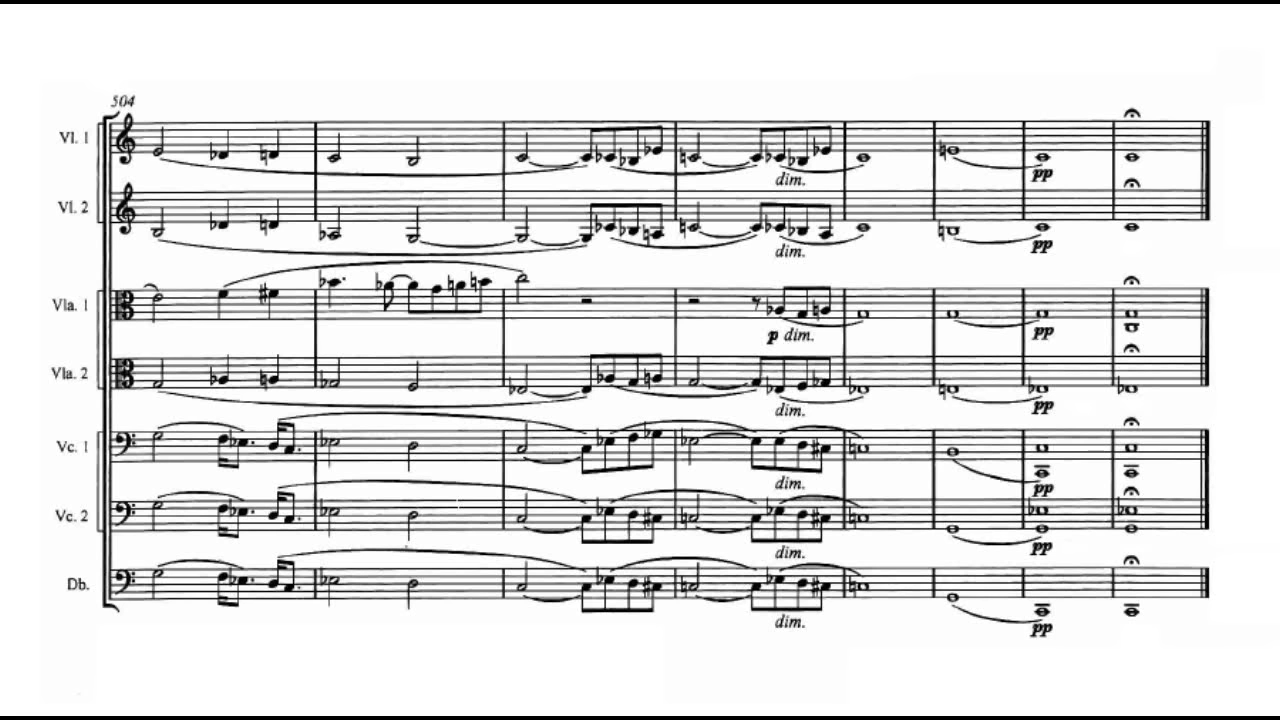 504
Vl. 1
dim.
pp
Vl. 2
dim.
pp
Vla. 1
p dim.
pp
Vla. 2
dim.
pp
Vc. 1
dim.
pp
Vc. 2
dim.
pp
Db.
dim.
pp